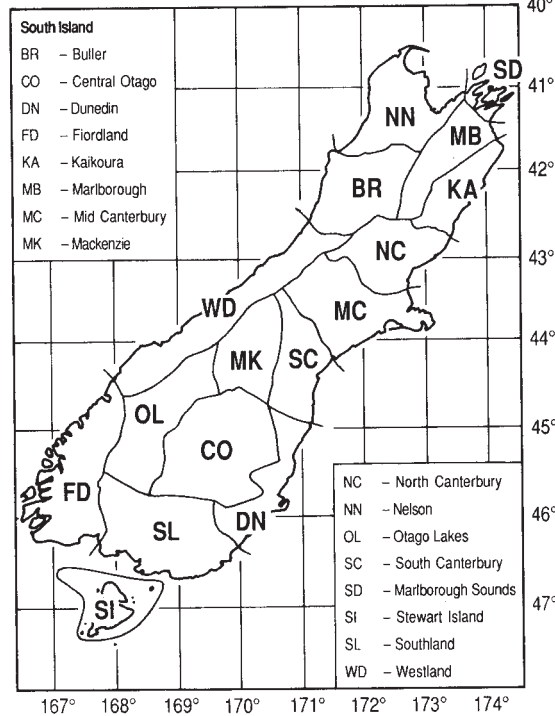 South Island
BR – Buller
CO – Central Otago
DN – Dunedin
FD – Fiordland
KA – Kaikoura
MB – Marlborough
MC – Mid Canterbury
MK – Mackenzie
40°
SD
41°
NN
MB
42°
BR
KA
NC
43°
WD
MC
44°
MK
SC
OL
45°
CO
FD
DN
46°
SL
SI
47°
NC – North Canterbury
NN – Nelson
OL – Otago Lakes
SC – South Canterbury
SD – Marlborough Sounds
SI – Stewart Island
SL – Southland
WD – Westland
167° 168° 169° 170° 171° 172° 173° 174°